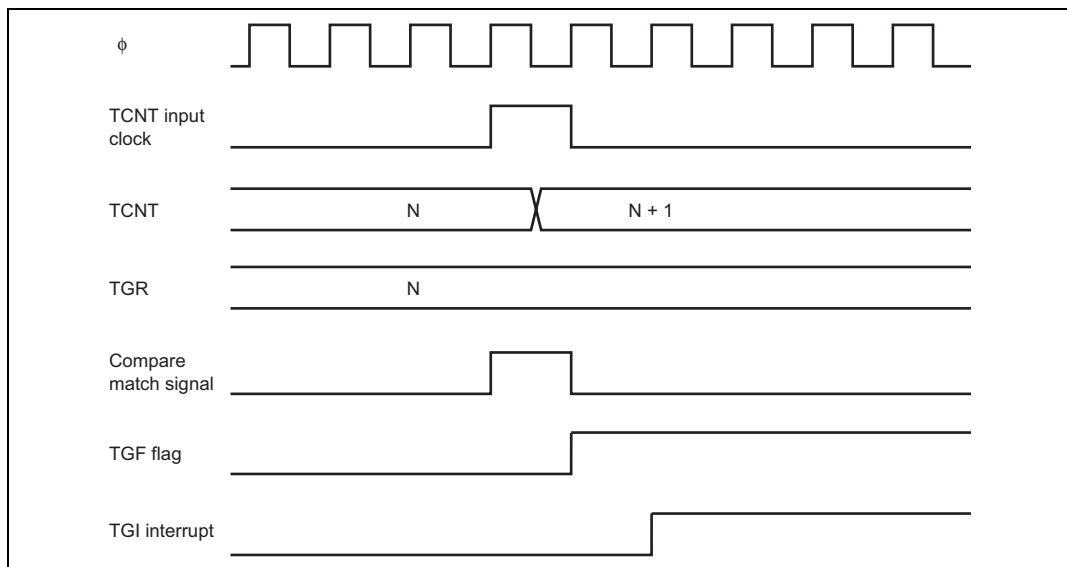 ϕ
TCNT input
clock
TCNT
N
N + 1
TGR
N
Compare
match signal
TGF flag
TGI interrupt